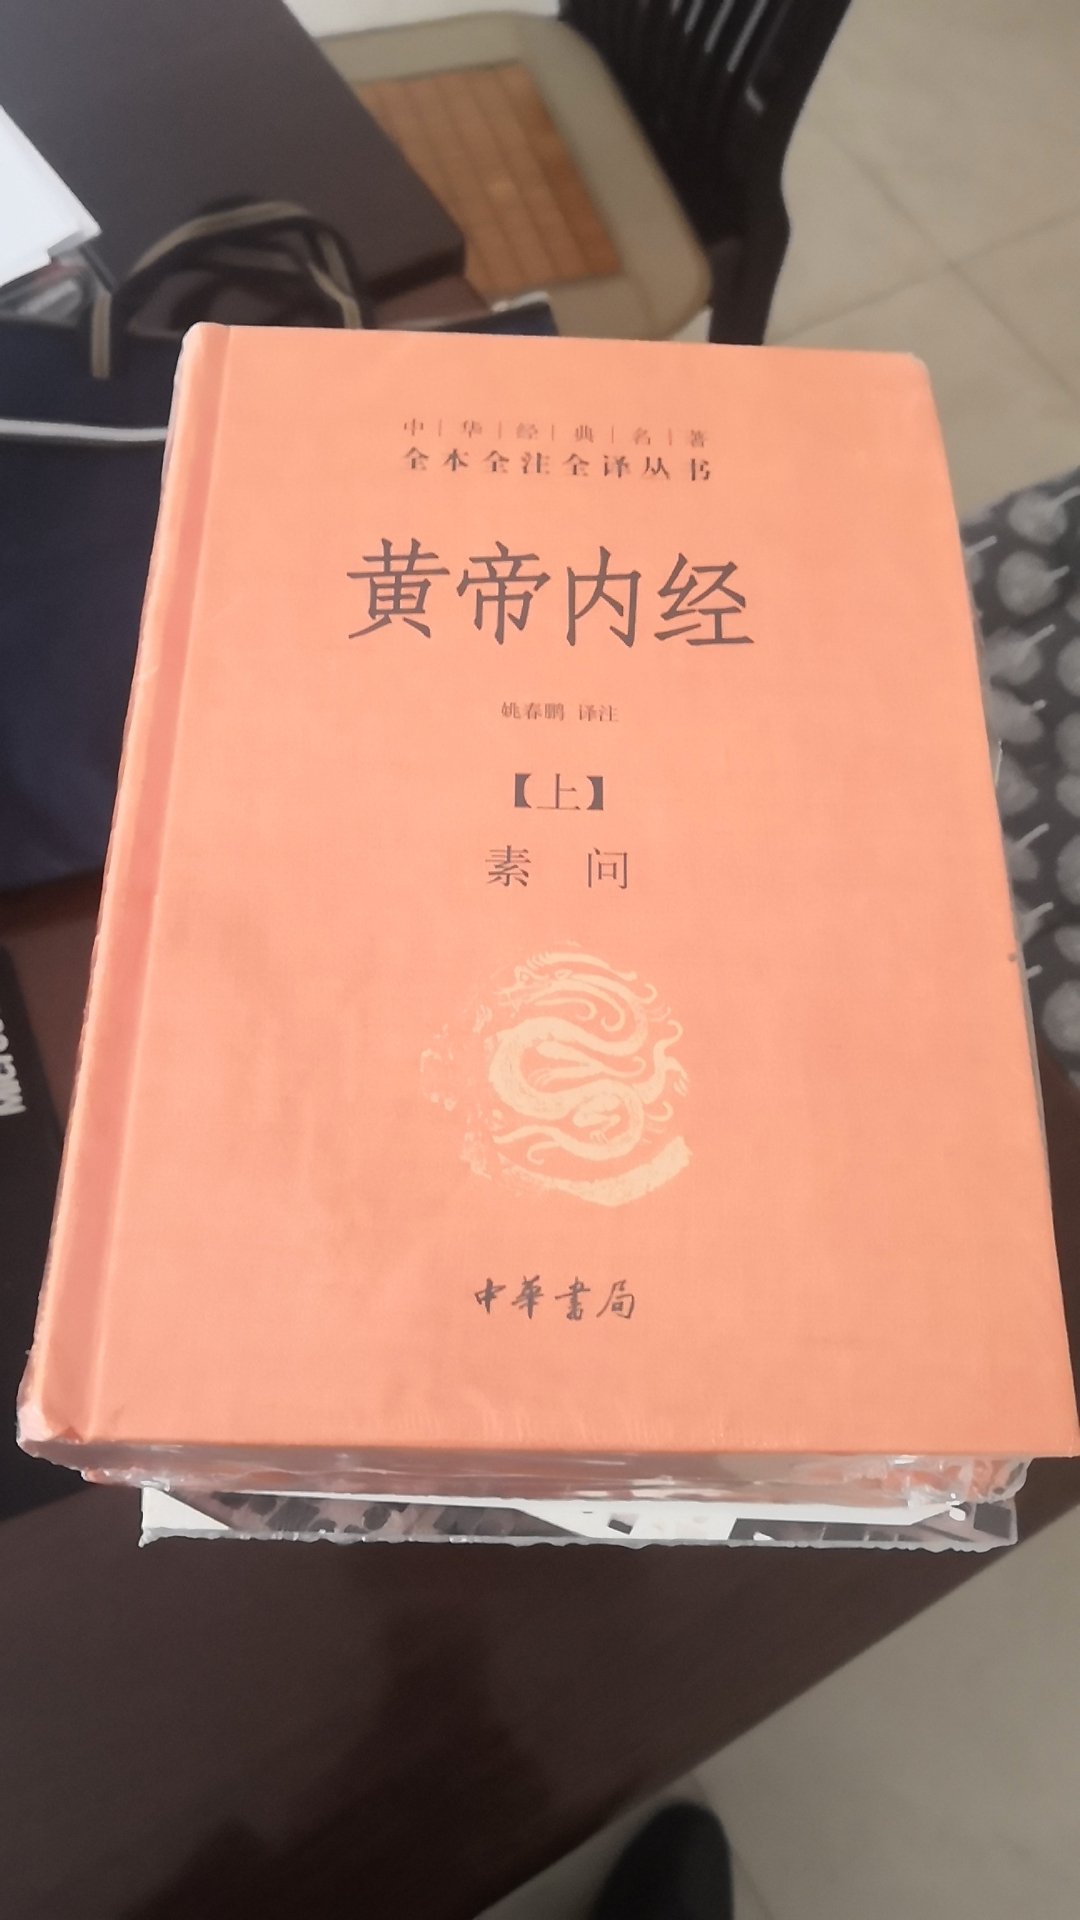 中｜华｜经｜典｜名｜著
全本全注全译丛书
黄帝内经
姚春鹏 译注
【上】
素 问
中華書局